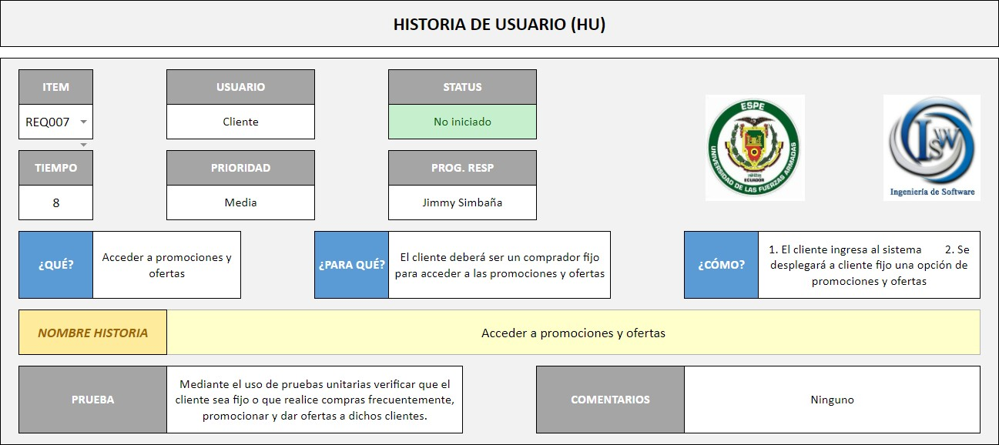 HISTORIA DE USUARIO (HU)
ITEM
USUARIO
STATUS
REQ007
Cliente
No iniciado
TIEMPO
PRIORIDAD
PROG. RESP
8
Media
Jimmy Simbaña
ESPE
UNIVERSIDAD DE LAS FUERZAS ARMADAS
ECUADOR
ISW
Ingeniería de Software
¿QUÉ?
Acceder a promociones y
ofertas
¿PARA QUÉ?
El cliente deberá ser un comprador fijo
para acceder a las promociones y ofertas
¿CÓMO?
1. El cliente ingresa al sistema 2. Se
desplegará a cliente fijo una opción de
promociones y ofertas
NOMBRE HISTORIA
Acceder a promociones y ofertas
PRUEBA
Mediante el uso de pruebas unitarias verificar que el
cliente sea fijo o que realice compras frecuentemente,
promocionar y dar ofertas a dichos clientes.
COMENTARIOS
Ninguno